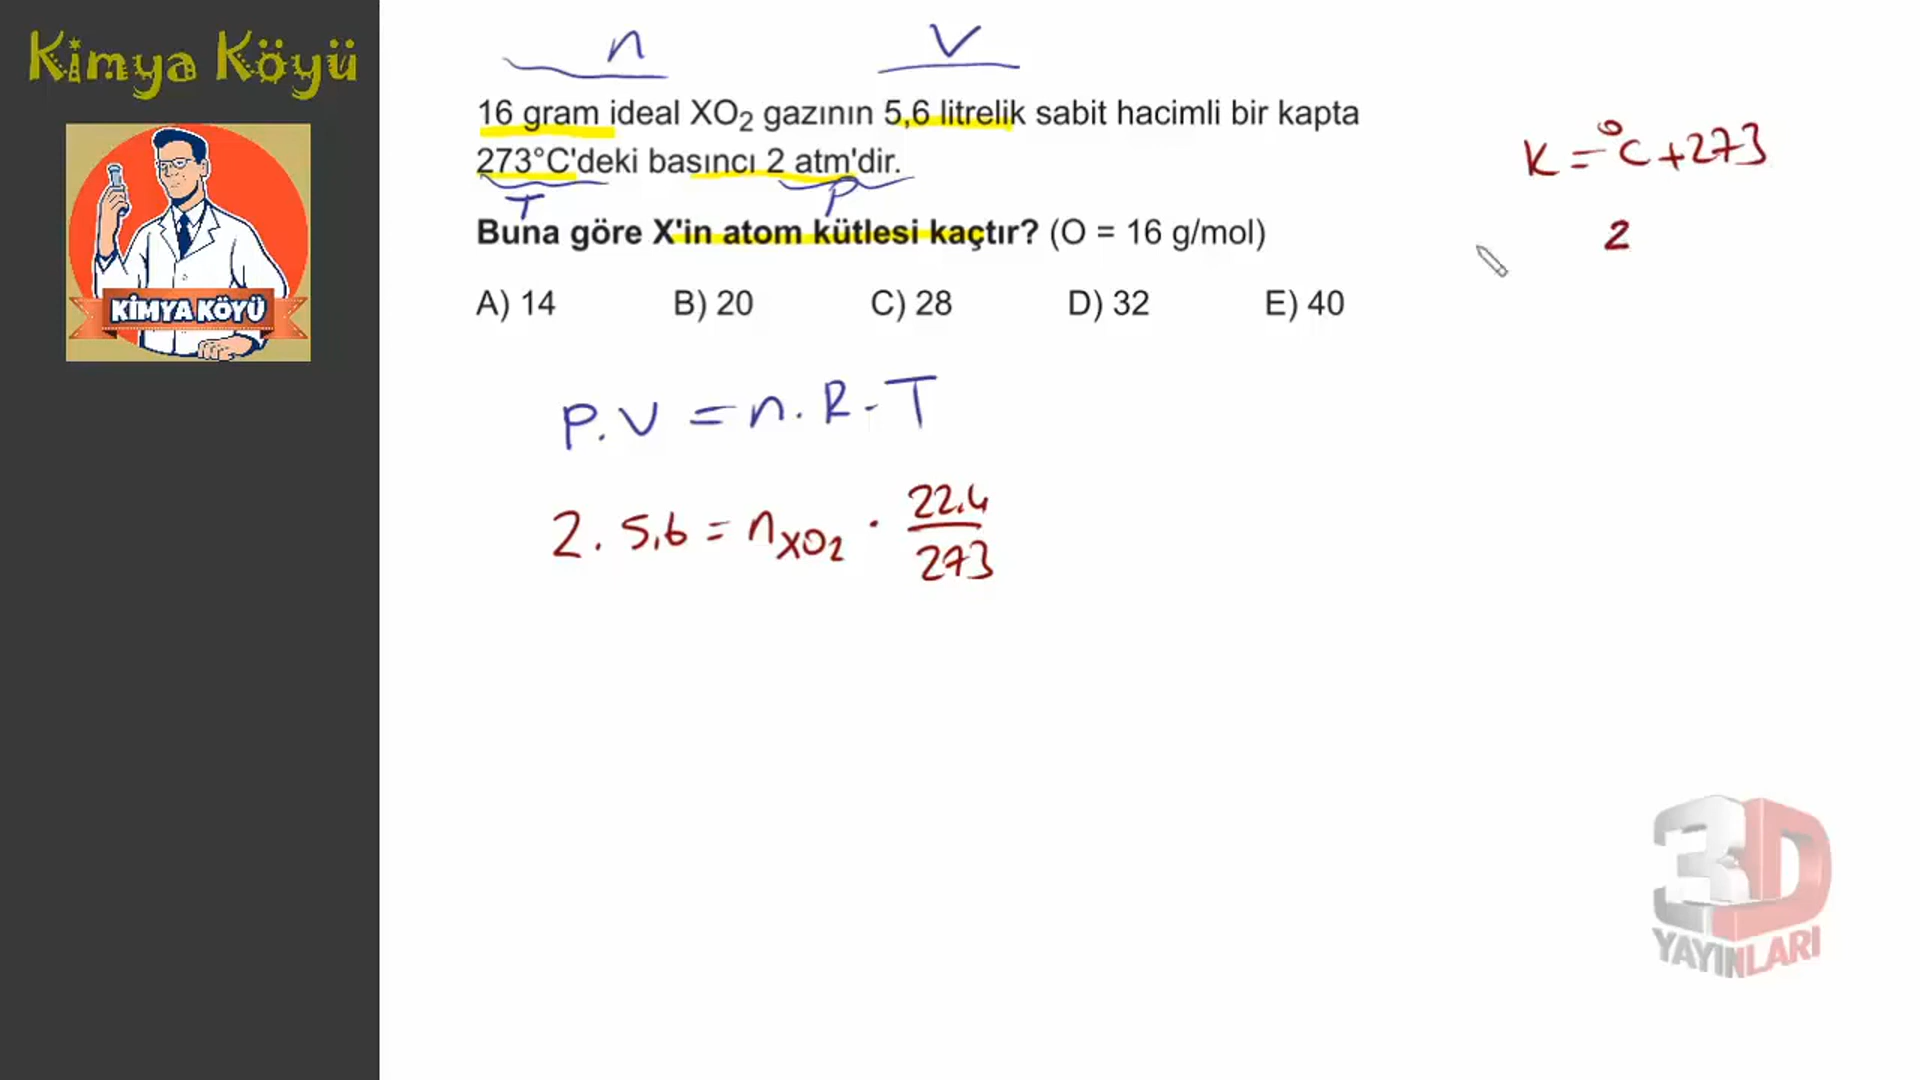 Kimya Köyü
KİMYA KÖYÜ
n
V
16 gram ideal XO₂ gazının 5,6 litrelik sabit hacimli bir kapta
273°C'deki basıncı 2 atm'dir.
T P
Buna göre X'in atom kütlesi kaçtır? (O = 16 g/mol)
A) 14 B) 20 C) 28 D) 32 E) 40
K = °C + 273
2
P.V = n.R.T
2. 5,6 = nXO₂ . 22,4
273
3D
YAYINLARI